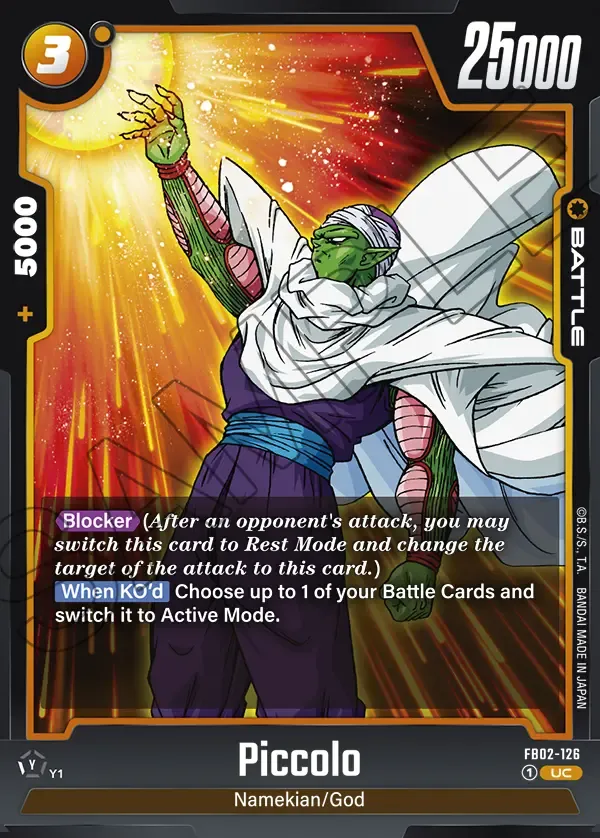 3
25000
+ 5000
BATTLE
SAMPLE
Blocker (After an opponent's attack, you may
switch this card to Rest Mode and change the
target of the attack to this card.)
When KO'd Choose up to 1 of your Battle Cards and
switch it to Active Mode.
©B.S./S., T.A. BANDAI MADE IN JAPAN
Piccolo
FB02-126
Y Y1
1 UC
Namekian/God